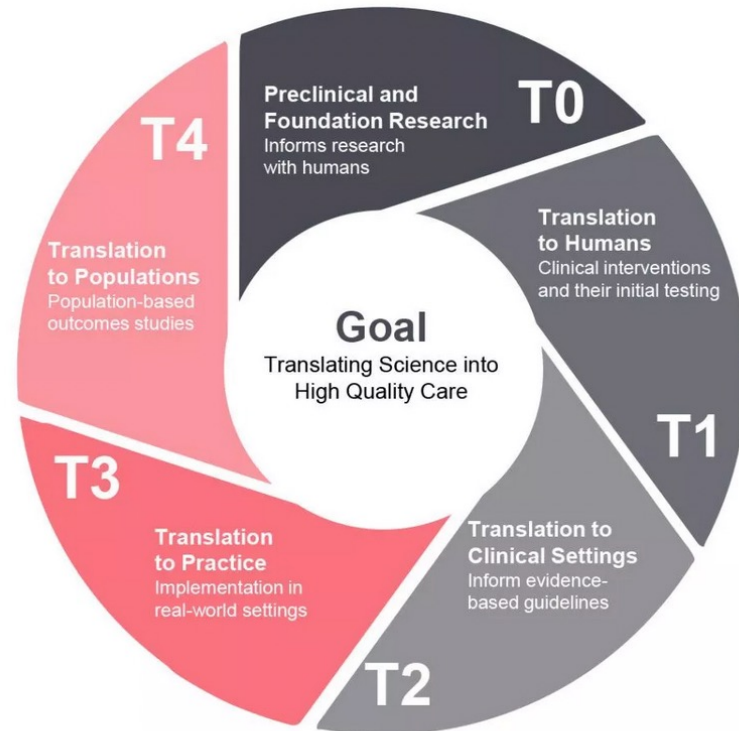 T0
Preclinical and
Foundation Research
Informs research
with humans
Translation
to Humans
Clinical interventions
and their initial testing
T1
Translation to
Clinical Settings
Inform evidence-
based guidelines
T2
T3
Translation
to Practice
Implementation in
real-world settings
T4
Translation
to Populations
Population-based
outcomes studies
Goal
Translating Science into
High Quality Care